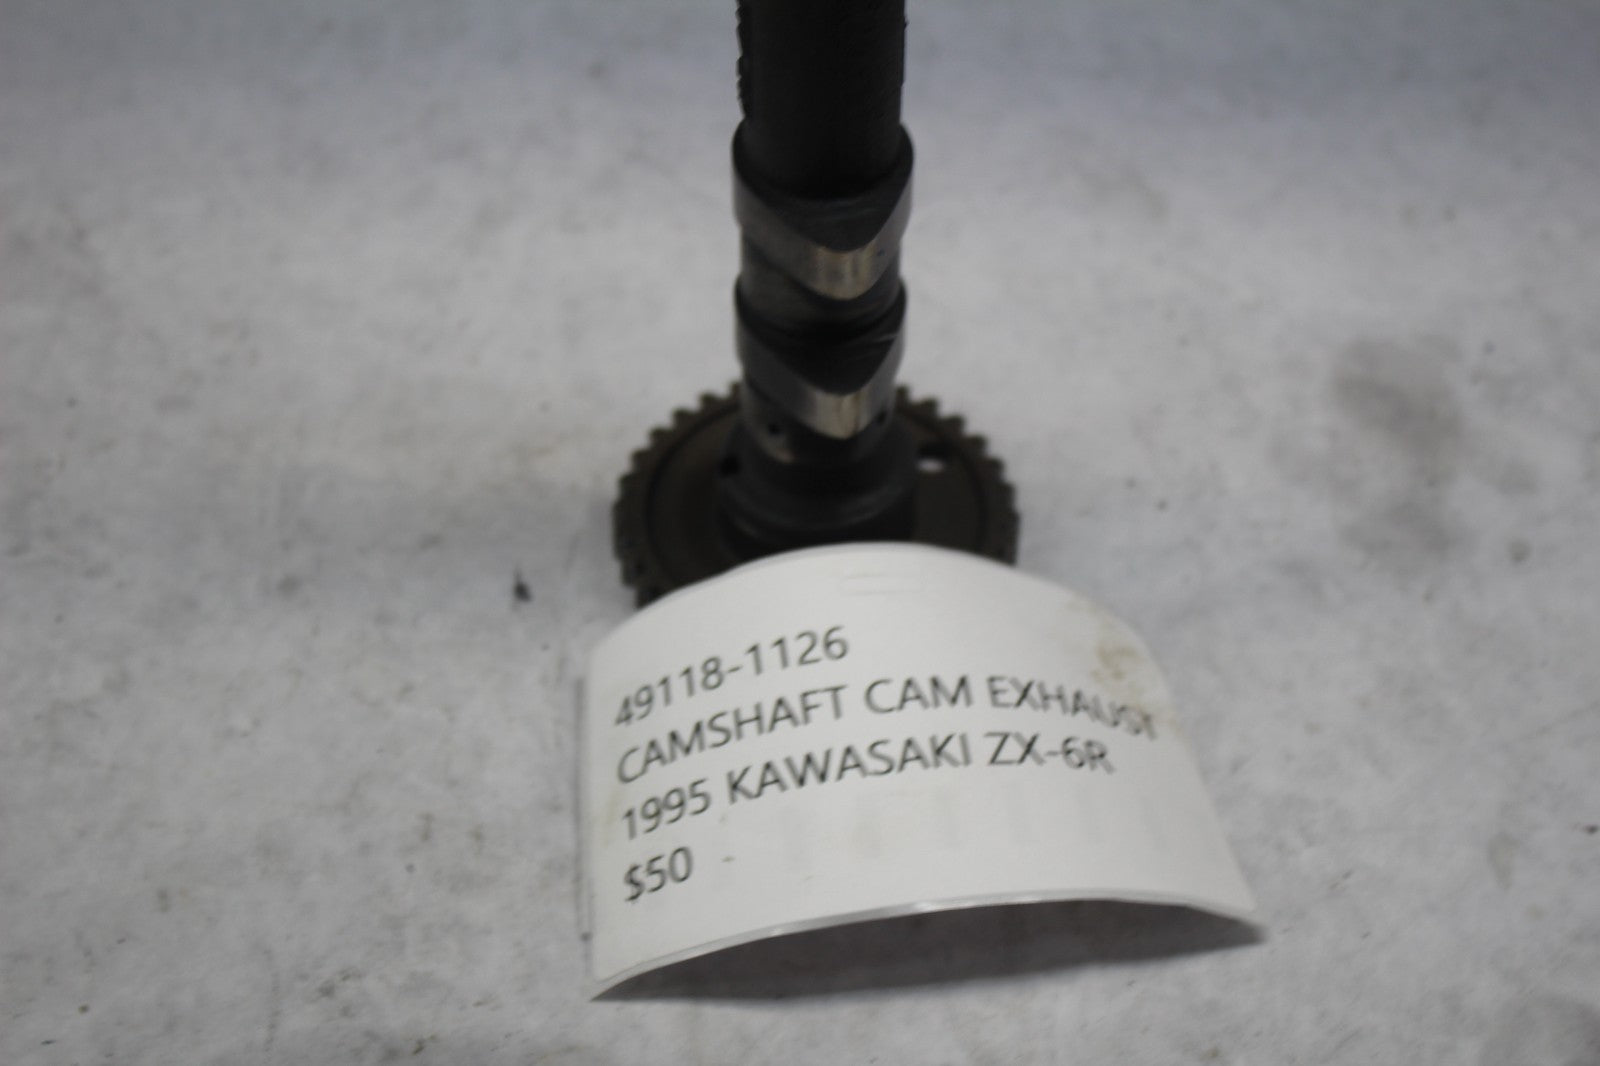 49118-1126
CAMSHAFT CAM EXHAUST
1995 KAWASAKI ZX-6R
$50